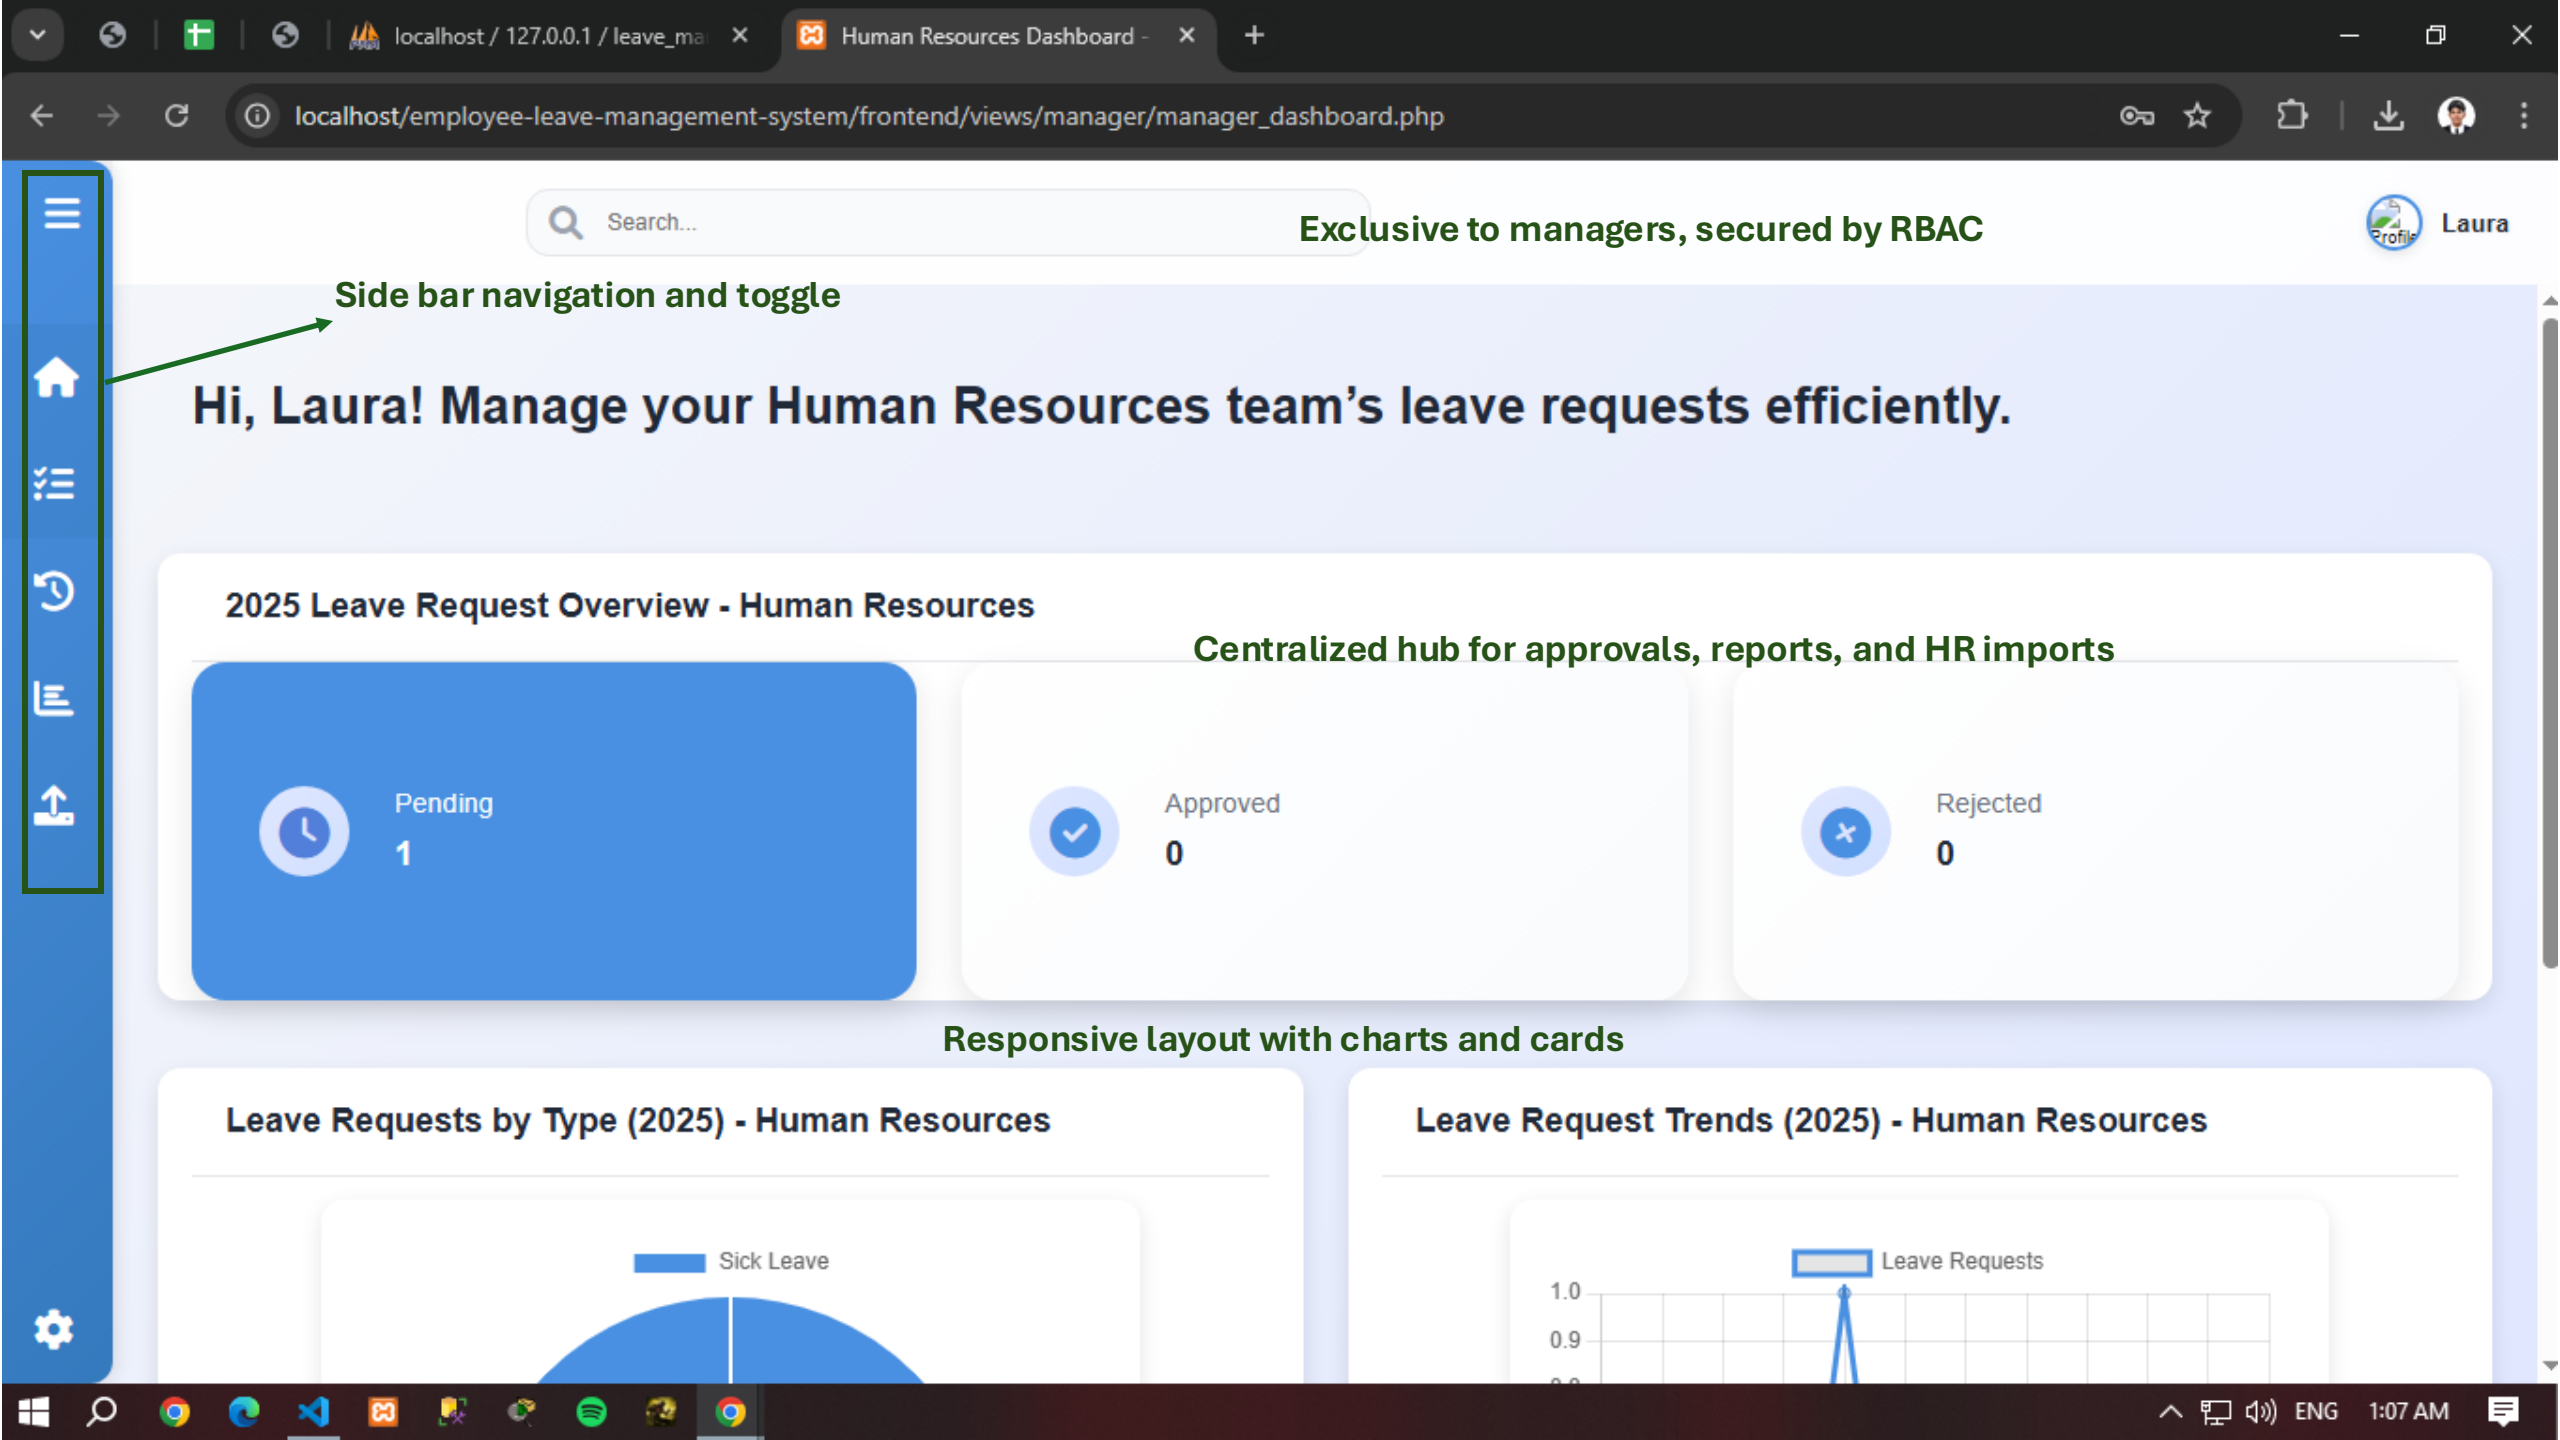 localhost / 127.0.0.1 / leave_ma
Human Resources Dashboard -
localhost/employee-leave-management-system/frontend/views/manager/manager_dashboard.php
Search...
Exclusive to managers, secured by RBAC
Profile
Laura
Side bar navigation and toggle
Hi, Laura! Manage your Human Resources team’s leave requests efficiently.
2025 Leave Request Overview - Human Resources
Centralized hub for approvals, reports, and HR imports
Pending
1
Approved
0
Rejected
0
Responsive layout with charts and cards
Leave Requests by Type (2025) - Human Resources
Leave Request Trends (2025) - Human Resources
Sick Leave
Leave Requests
1.0
0.9
ENG
1:07 AM